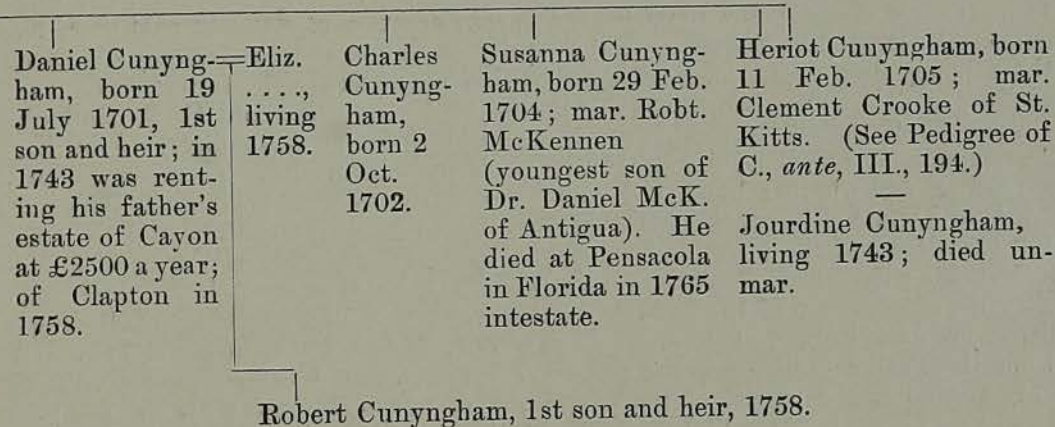 Daniel Cunyng-
ham, born 19
July 1701, 1st
son and heir; in
1743 was rent-
ing his father's
estate of Cayon
at £2500 a year;
of Clapton in
1758.
Eliz.
. . . .,
living
1758.
Charles
Cunyng-
ham,
born 2
Oct.
1702.
Susanna Cunyng-
ham, born 29 Feb.
1704; mar. Robt.
McKennen
(youngest son of
Dr. Daniel McK.
of Antigua). He
died at Pensacola
in Florida in 1765
intestate.
Heriot Cunyngham, born
11 Feb. 1705; mar.
Clement Crooke of St.
Kitts. (See Pedigree of
C., ante, III., 194.)
—
Jourdine Cunyngham,
living 1743; died un-
mar.
Robert Cunyngham, 1st son and heir, 1758.